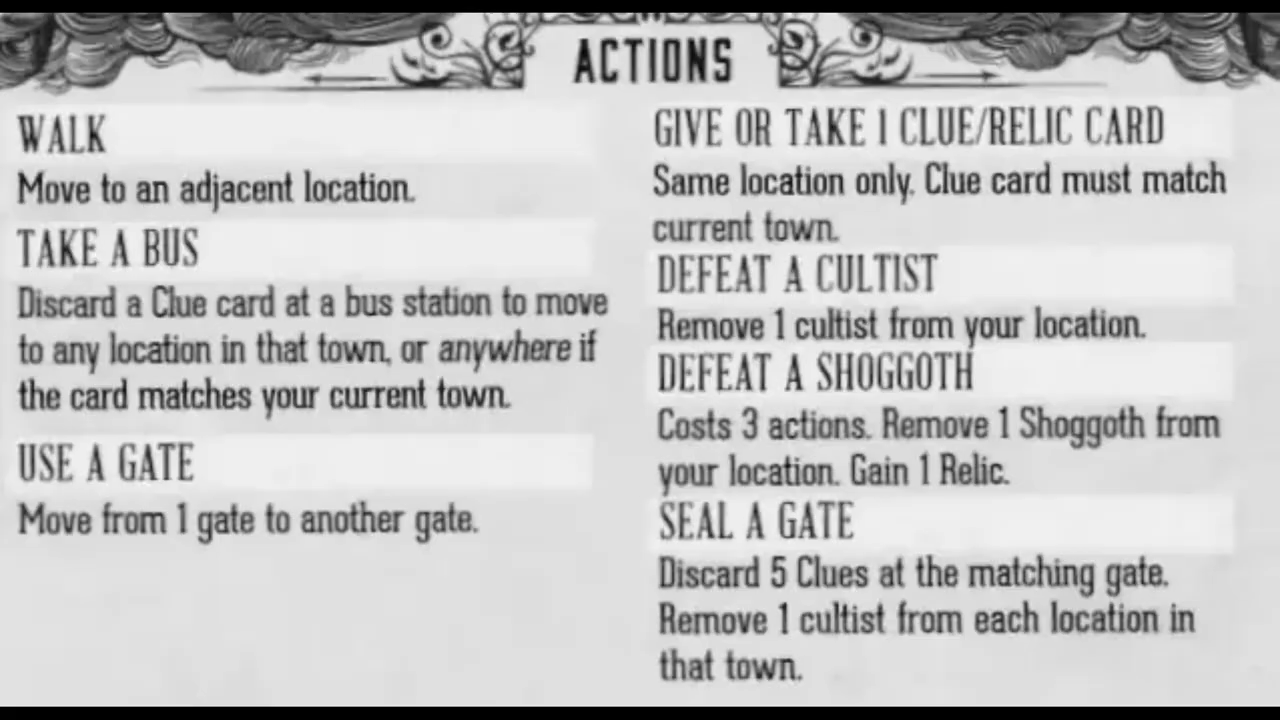 ACTIONS
WALK
Move to an adjacent location.
TAKE A BUS
Discard a Clue card at a bus station to move
to any location in that town, or anywhere if
the card matches your current town.
USE A GATE
Move from 1 gate to another gate.
GIVE OR TAKE 1 CLUE/RELIC CARD
Same location only. Clue card must match
current town.
DEFEAT A CULTIST
Remove 1 cultist from your location.
DEFEAT A SHOGGOTH
Costs 3 actions. Remove 1 Shoggoth from
your location. Gain 1 Relic.
SEAL A GATE
Discard 5 Clues at the matching gate.
Remove 1 cultist from each location in
that town.